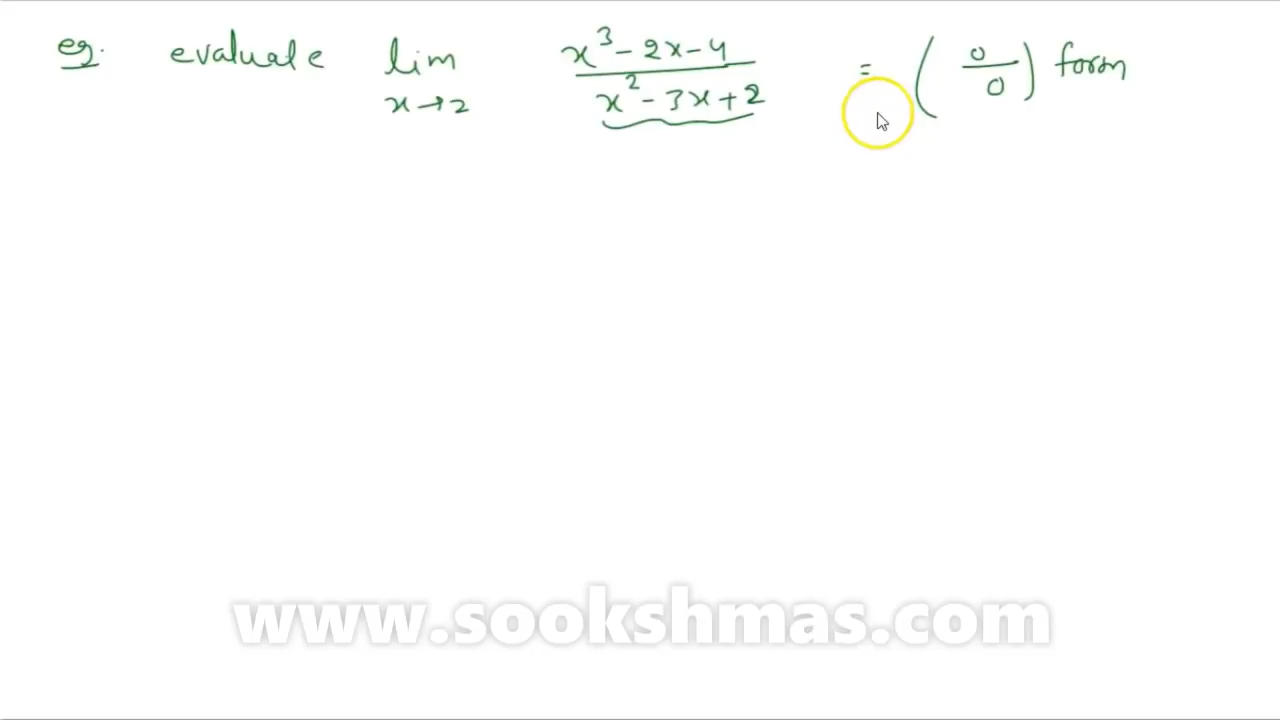 eg. evaluate lim x→2 x³ - 2x - 4 / x² - 3x + 2 = ( 0 / 0 ) form
www.sookshmas.com